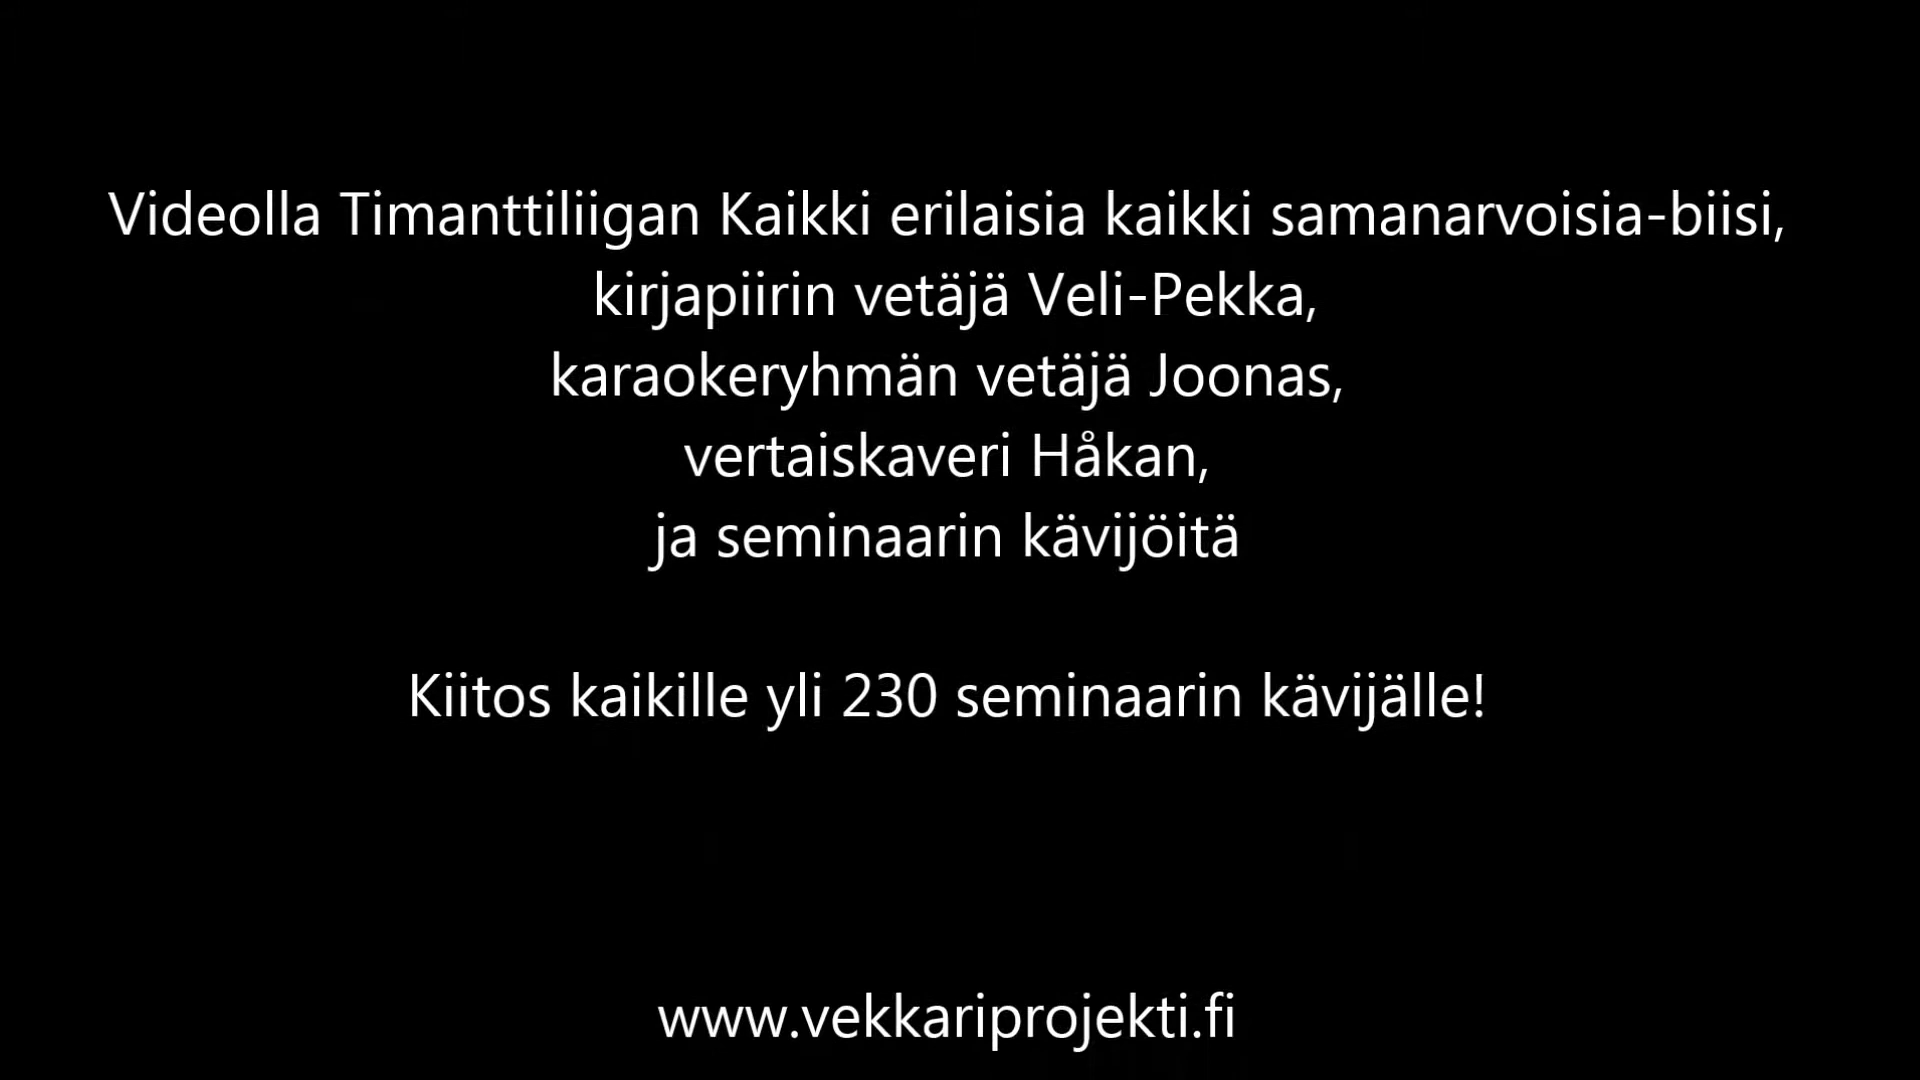 Videolla Timanttiliigan Kaikki erilaisia kaikki samanarvoisia-biisi,
kirjapiirin vetäjä Veli-Pekka,
karaokeryhmän vetäjä Joonas,
vertaiskaveri Håkan,
ja seminaarin kävijöitä
Kiitos kaikille yli 230 seminaarin kävijälle!
www.vekkariprojekti.fi